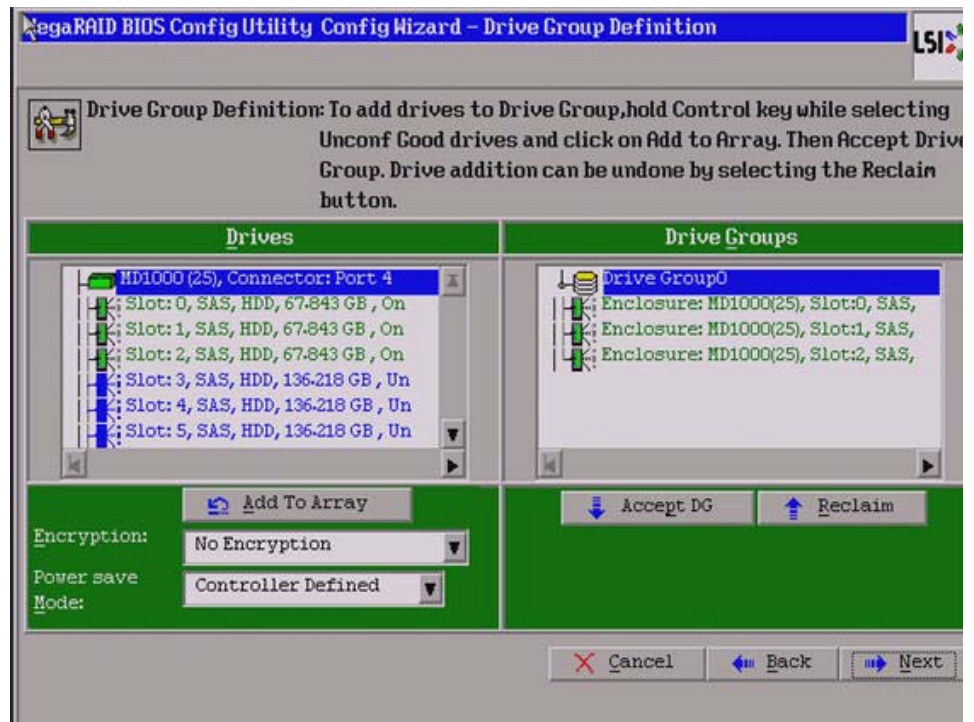 MegaRAID BIOS Config Utility Config Wizard – Drive Group Definition
LSI
Drive Group Definition: To add drives to Drive Group,hold Control key while selecting
Unconf Good drives and click on Add to Array. Then Accept Drive
Group. Drive addition can be undone by selecting the Reclaim
button.
Drives
MD1000 (25), Connector: Port 4
Slot: 0, SAS, HDD, 67.843 GB , On
Slot: 1, SAS, HDD, 67.843 GB , On
Slot: 2, SAS, HDD, 67.843 GB , On
Slot: 3, SAS, HDD, 136.218 GB , Un
Slot: 4, SAS, HDD, 136.218 GB , Un
Slot: 5, SAS, HDD, 136.218 GB , Un
Add To Array
Encryption:
No Encryption
Power save
Mode:
Controller Defined
Drive Groups
Drive Group0
Enclosure: MD1000(25), Slot:0, SAS,
Enclosure: MD1000(25), Slot:1, SAS,
Enclosure: MD1000(25), Slot:2, SAS,
Accept DG
Reclaim
Cancel
Back
Next